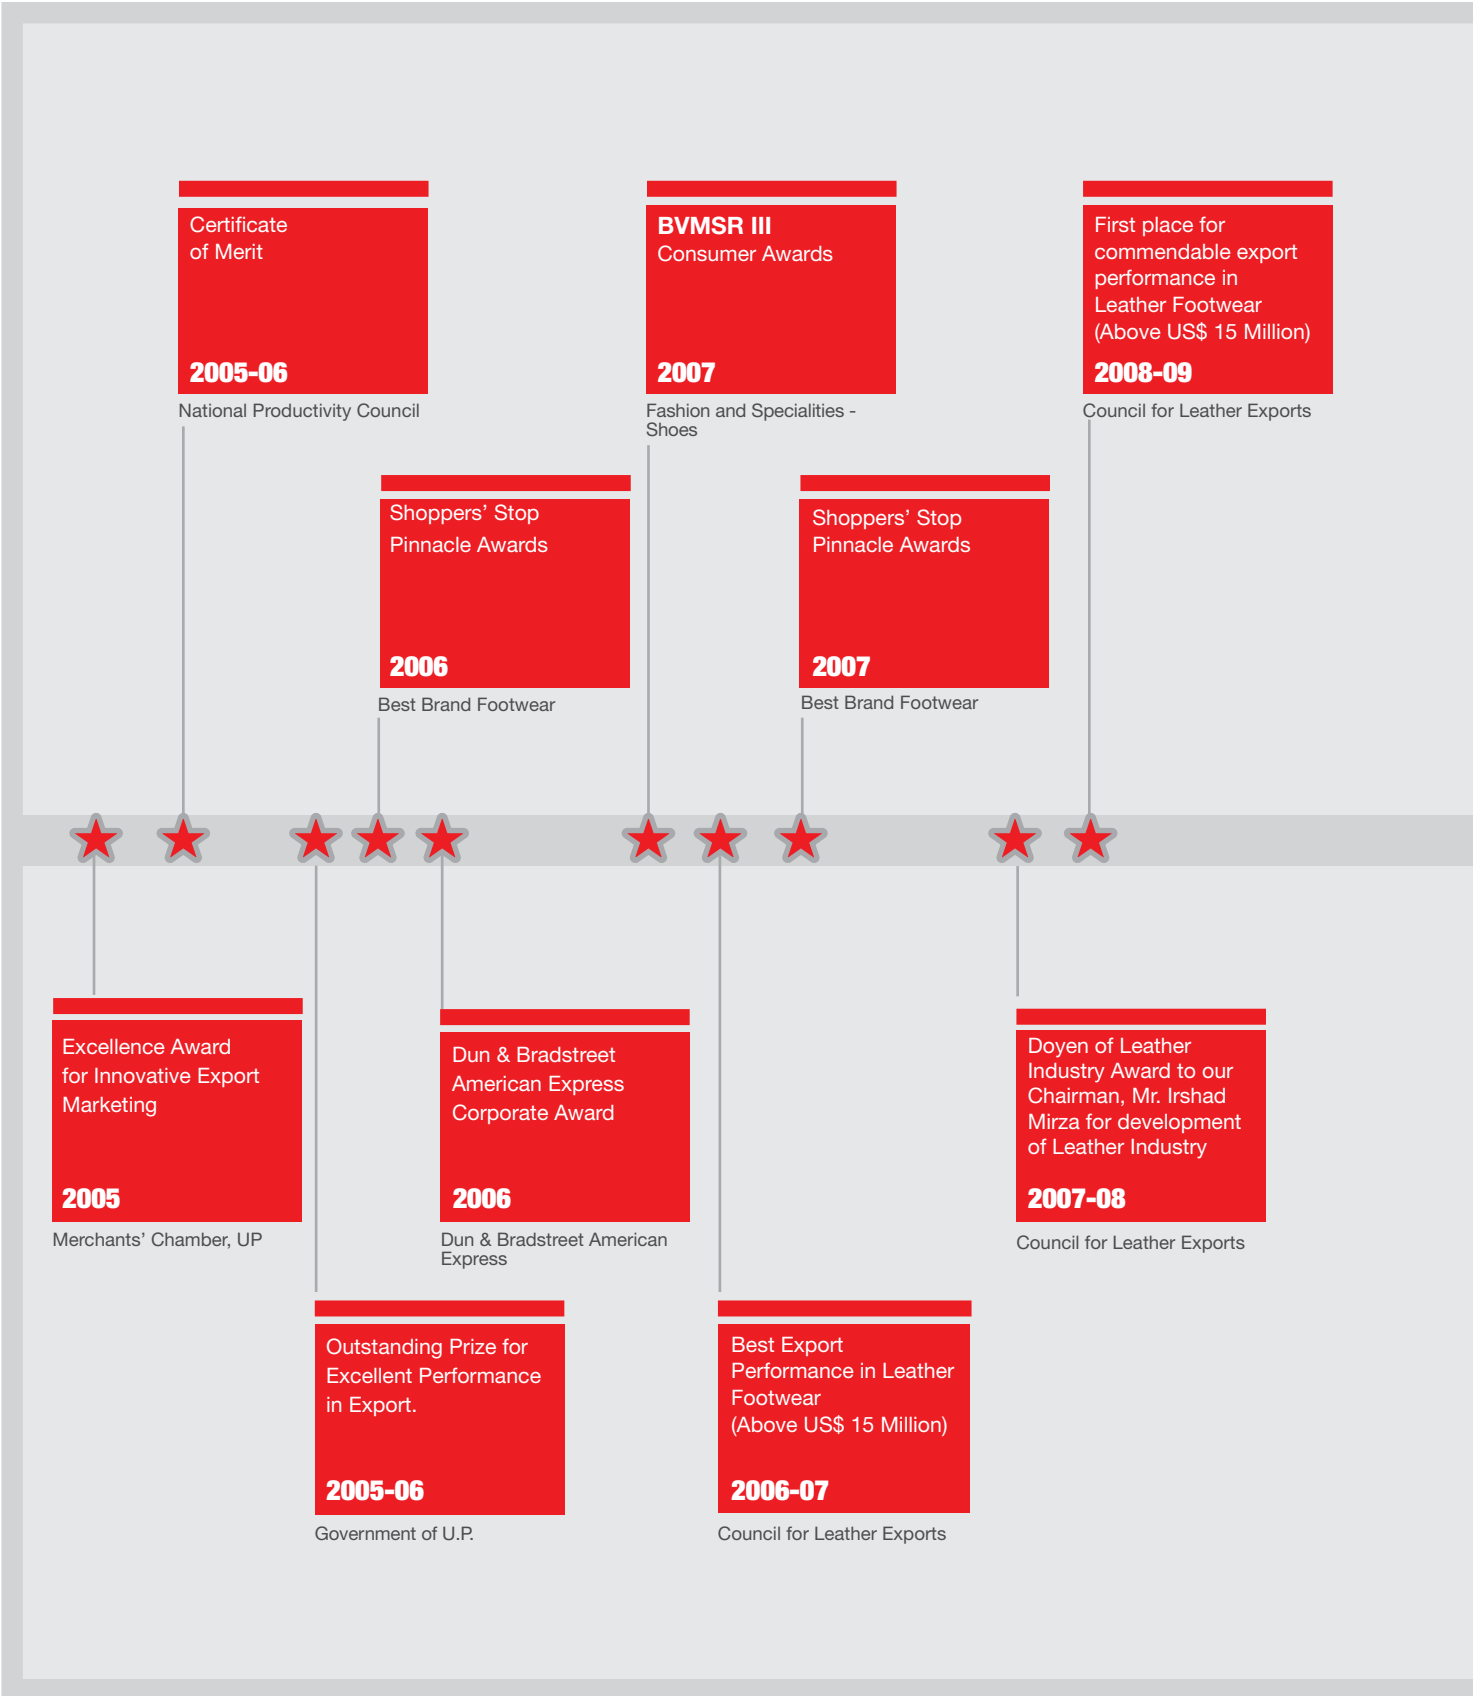 Certificate
of Merit
2005-06
National Productivity Council
BVMSR III
Consumer Awards
2007
Fashion and Specialities -
Shoes
First place for
commendable export
performance in
Leather Footwear
(Above US$ 15 Million)
2008-09
Council for Leather Exports
Shoppers’ Stop
Pinnacle Awards
2006
Best Brand Footwear
Shoppers’ Stop
Pinnacle Awards
2007
Best Brand Footwear
Excellence Award
for Innovative Export
Marketing
2005
Merchants’ Chamber, UP
Dun & Bradstreet
American Express
Corporate Award
2006
Dun & Bradstreet American
Express
Doyen of Leather
Industry Award to our
Chairman, Mr. Irshad
Mirza for development
of Leather Industry
2007-08
Council for Leather Exports
Outstanding Prize for
Excellent Performance
in Export.
2005-06
Government of U.P.
Best Export
Performance in Leather
Footwear
(Above US$ 15 Million)
2006-07
Council for Leather Exports